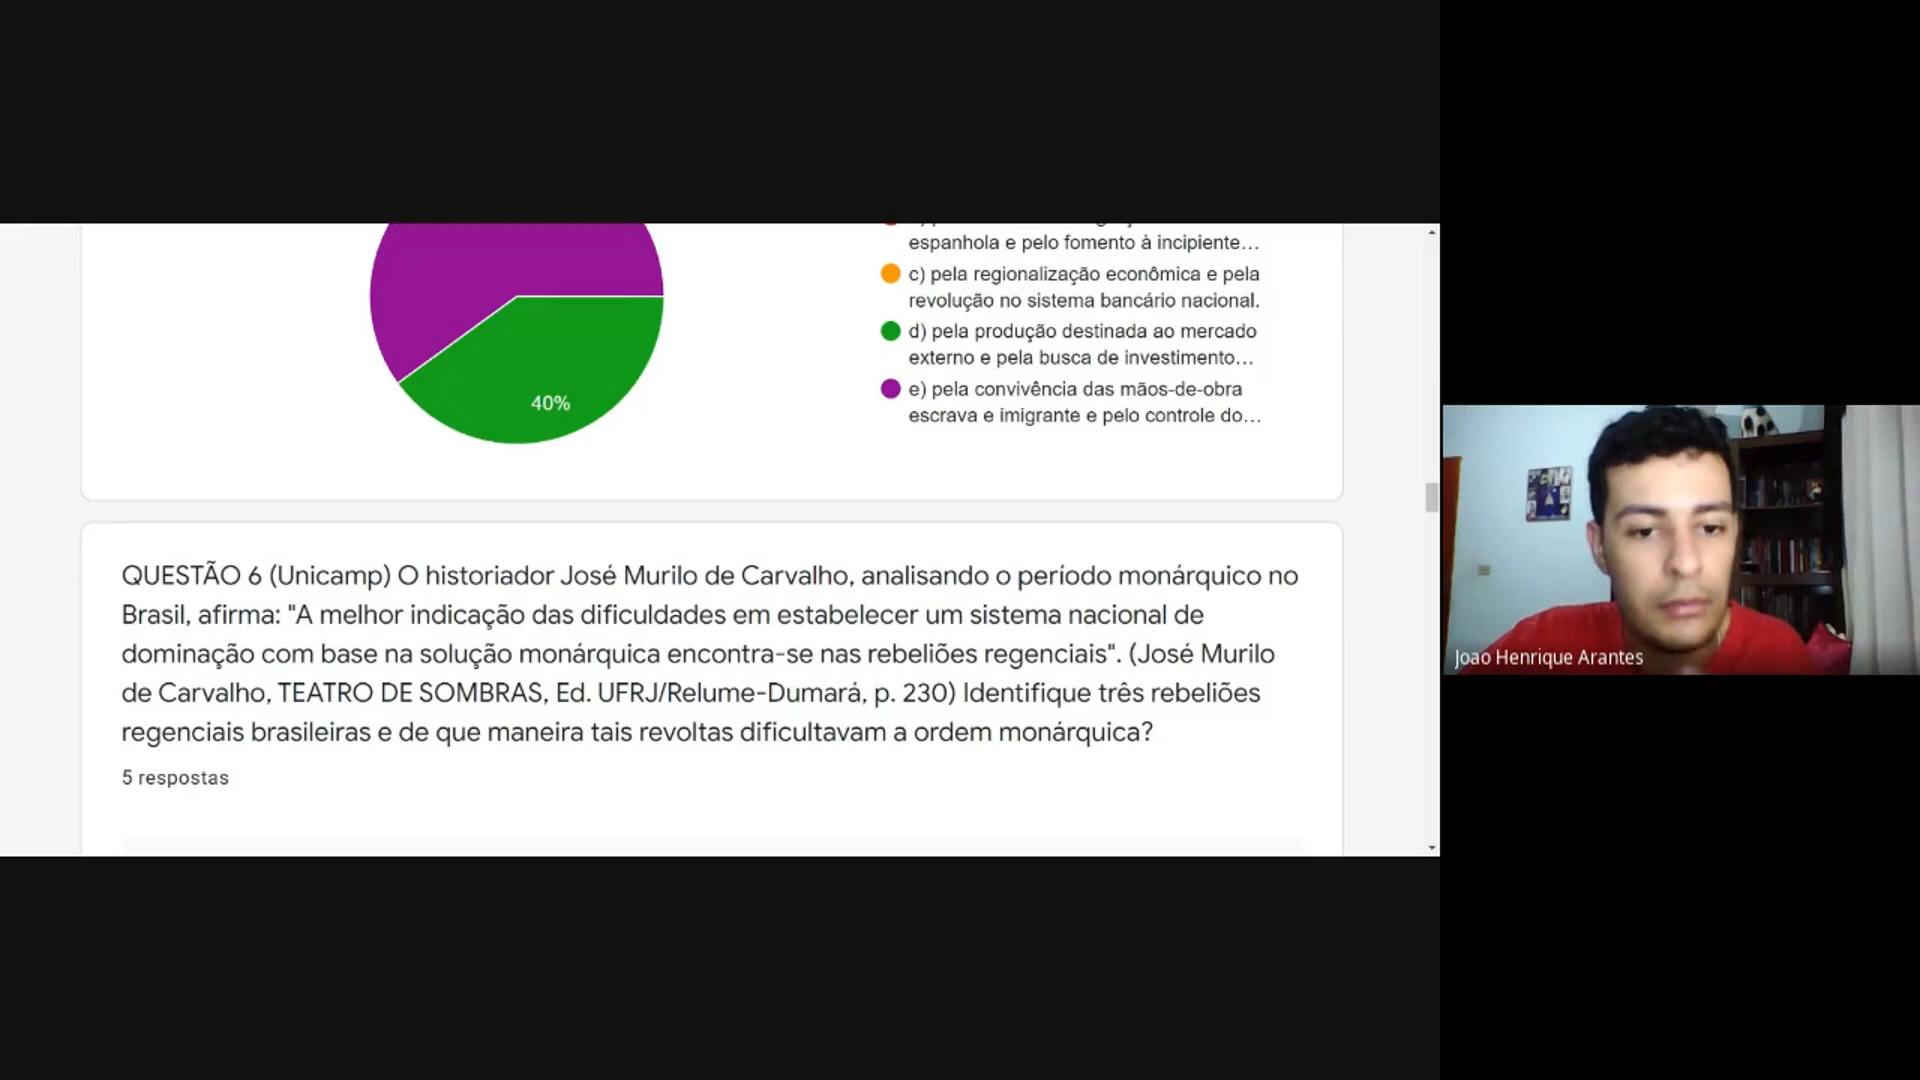 espanhola e pelo fomento à incipiente...
c) pela regionalização econômica e pela
revolução no sistema bancário nacional.
d) pela produção destinada ao mercado
externo e pela busca de investimento...
e) pela convivência das mãos-de-obra
escrava e imigrante e pelo controle do...
40%
QUESTÃO 6 (Unicamp) O historiador José Murilo de Carvalho, analisando o período monárquico no
Brasil, afirma: "A melhor indicação das dificuldades em estabelecer um sistema nacional de
dominação com base na solução monárquica encontra-se nas rebeliões regenciais". (José Murilo
de Carvalho, TEATRO DE SOMBRAS, Ed. UFRJ/Relume-Dumará, p. 230) Identifique três rebeliões
regenciais brasileiras e de que maneira tais revoltas dificultavam a ordem monárquica?
5 respostas
Joao Henrique Arantes